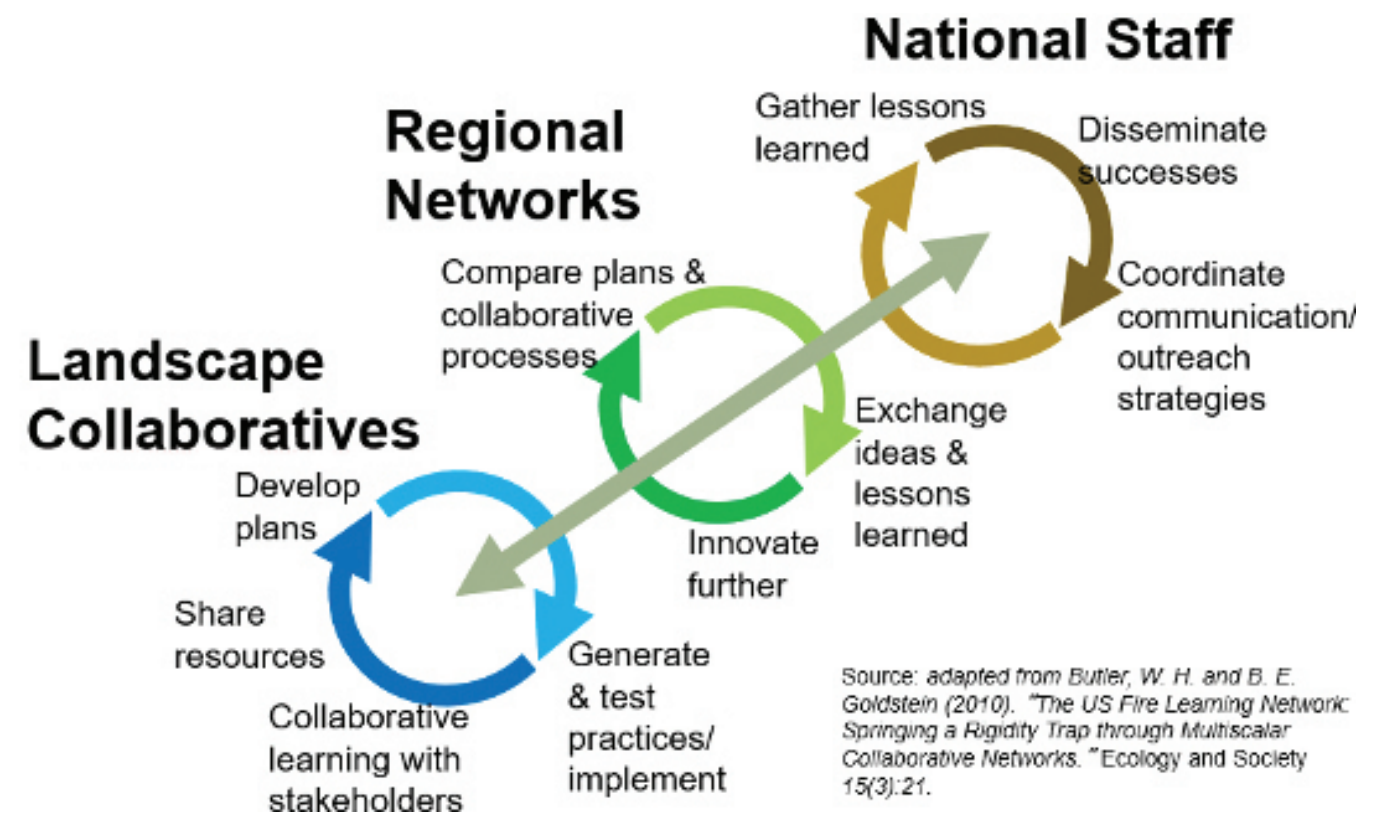 National Staff
Gather lessons
learned
Disseminate
successes
Coordinate
communication/
outreach
strategies
Regional
Networks
Compare plans &
collaborative
processes
Exchange
ideas &
lessons
learned
Innovate
further
Landscape
Collaboratives
Develop
plans
Share
resources
Collaborative
learning with
stakeholders
Generate
& test
practices/
implement
Source: adapted from Butler, W. H. and B. E.
Goldstein (2010). "The US Fire Learning Network:
Springing a Rigidity Trap through Multiscalar
Collaborative Networks." Ecology and Society
15(3):21.